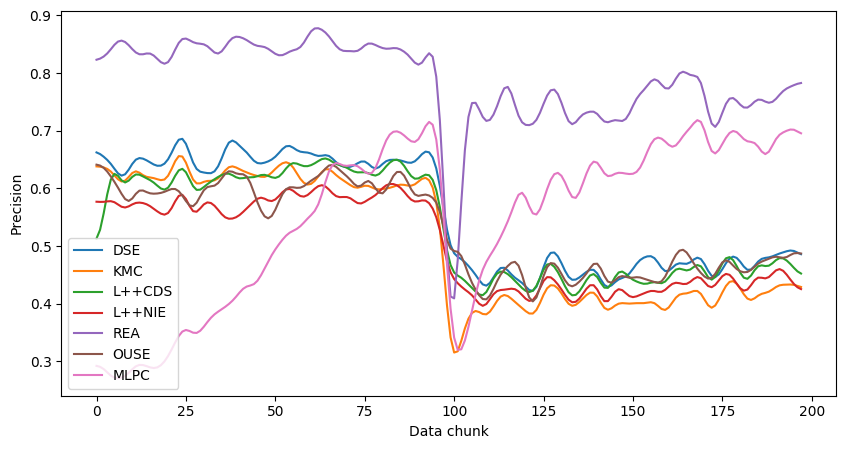 0.9
0.8
0.7
0.6
0.5
0.4
0.3
Precision
DSE
KMC
L++CDS
L++NIE
REA
OUSE
MLPC
0 25 50 75 100 125 150 175 200
Data chunk